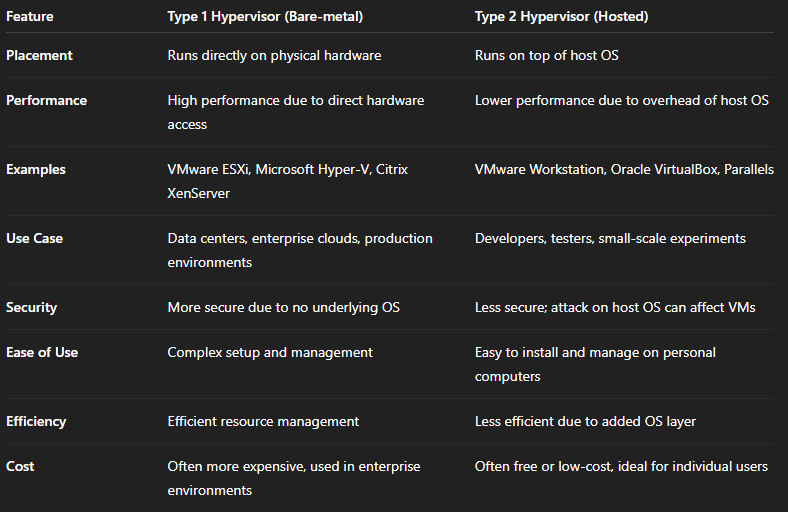 Feature Type 1 Hypervisor (Bare-metal) Type 2 Hypervisor (Hosted)
Placement Runs directly on physical hardware Runs on top of host OS
Performance High performance due to direct hardware Lower performance due to overhead of host OS
access
Examples VMware ESXi, Microsoft Hyper-V, Citrix VMware Workstation, Oracle VirtualBox, Parallels
XenServer
Use Case Data centers, enterprise clouds, production Developers, testers, small-scale experiments
environments
Security More secure due to no underlying OS Less secure; attack on host OS can affect VMs
Ease of Use Complex setup and management Easy to install and manage on personal
computers
Efficiency Efficient resource management Less efficient due to added OS layer
Cost Often more expensive, used in enterprise Often free or low-cost, ideal for individual users
environments